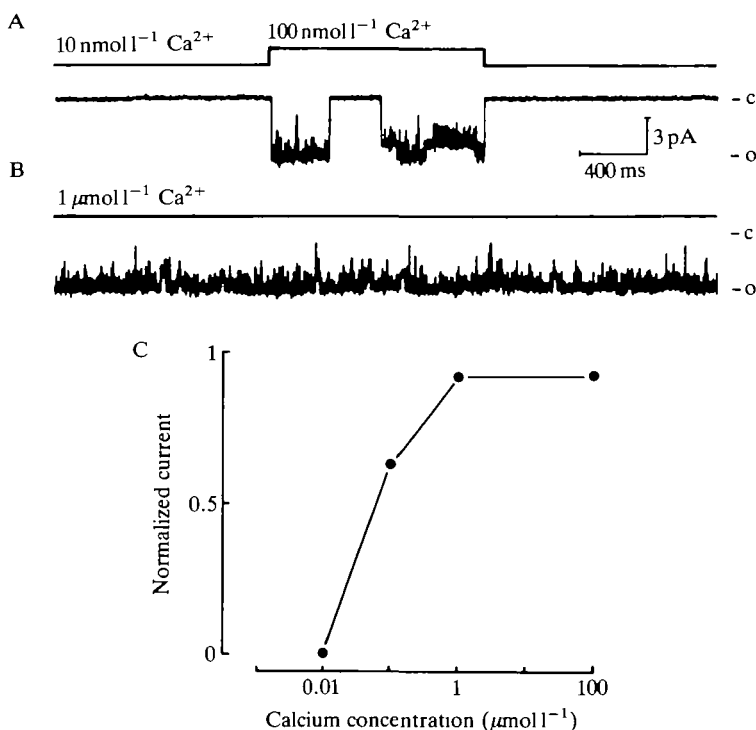 A
10 nmol l⁻¹ Ca²⁺
100 nmol l⁻¹ Ca²⁺
- c
3 pA
400 ms
- o
B
1 μmol l⁻¹ Ca²⁺
- c
- o
C
1
0.5
0
Normalized current
0.01
1
100
Calcium concentration (μmol l⁻¹)